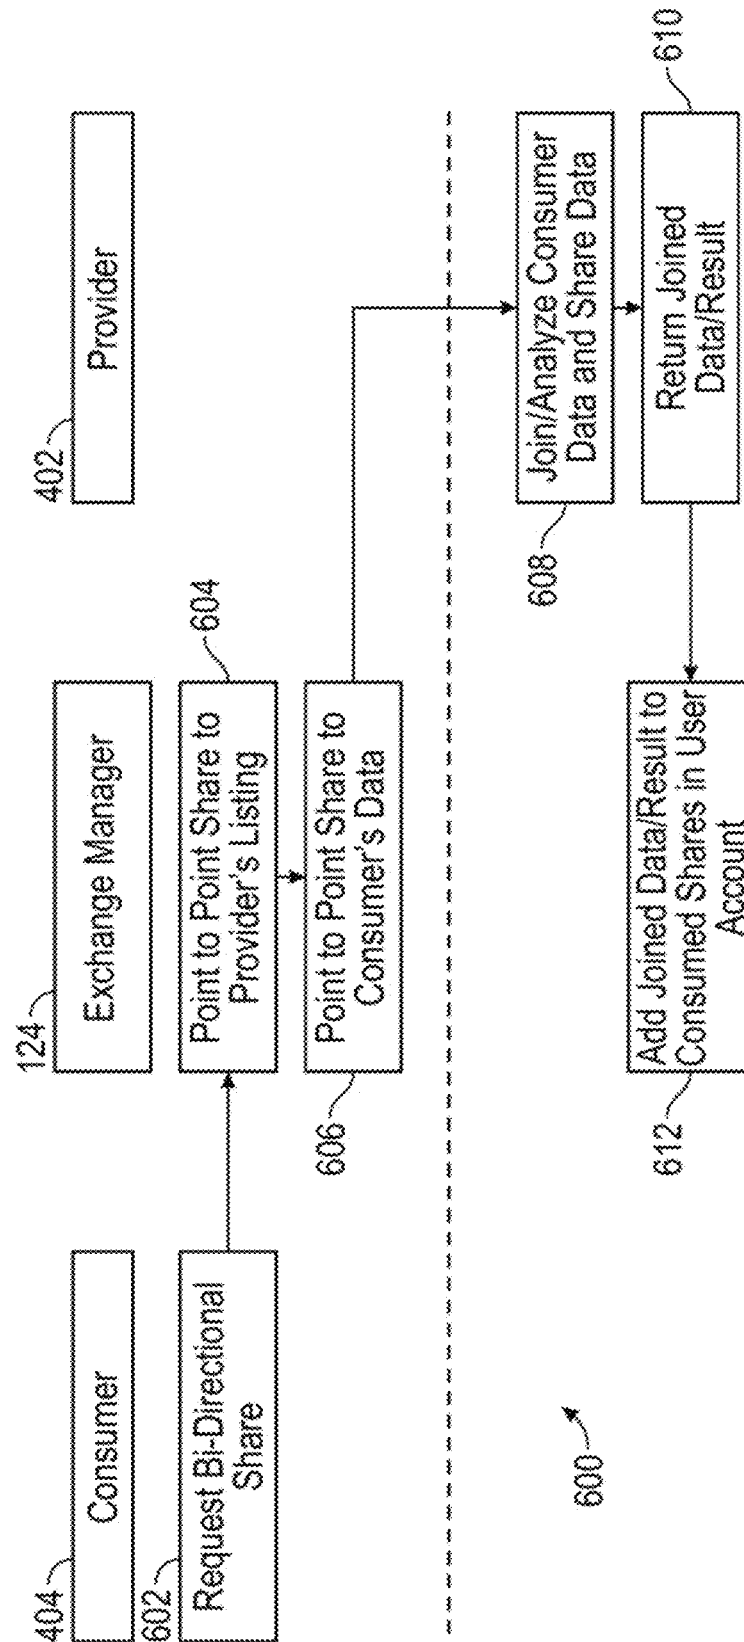 404
Consumer
124
Exchange Manager
402
Provider
602
Request Bi-Directional
Share
604
Point to Point Share to
Provider's Listing
606
Point to Point Share to
Consumer's Data
600
608
Join/Analyze Consumer
Data and Share Data
610
Return Joined
Data/Result
612
Add Joined Data/Result to
Consumed Shares in User
Account